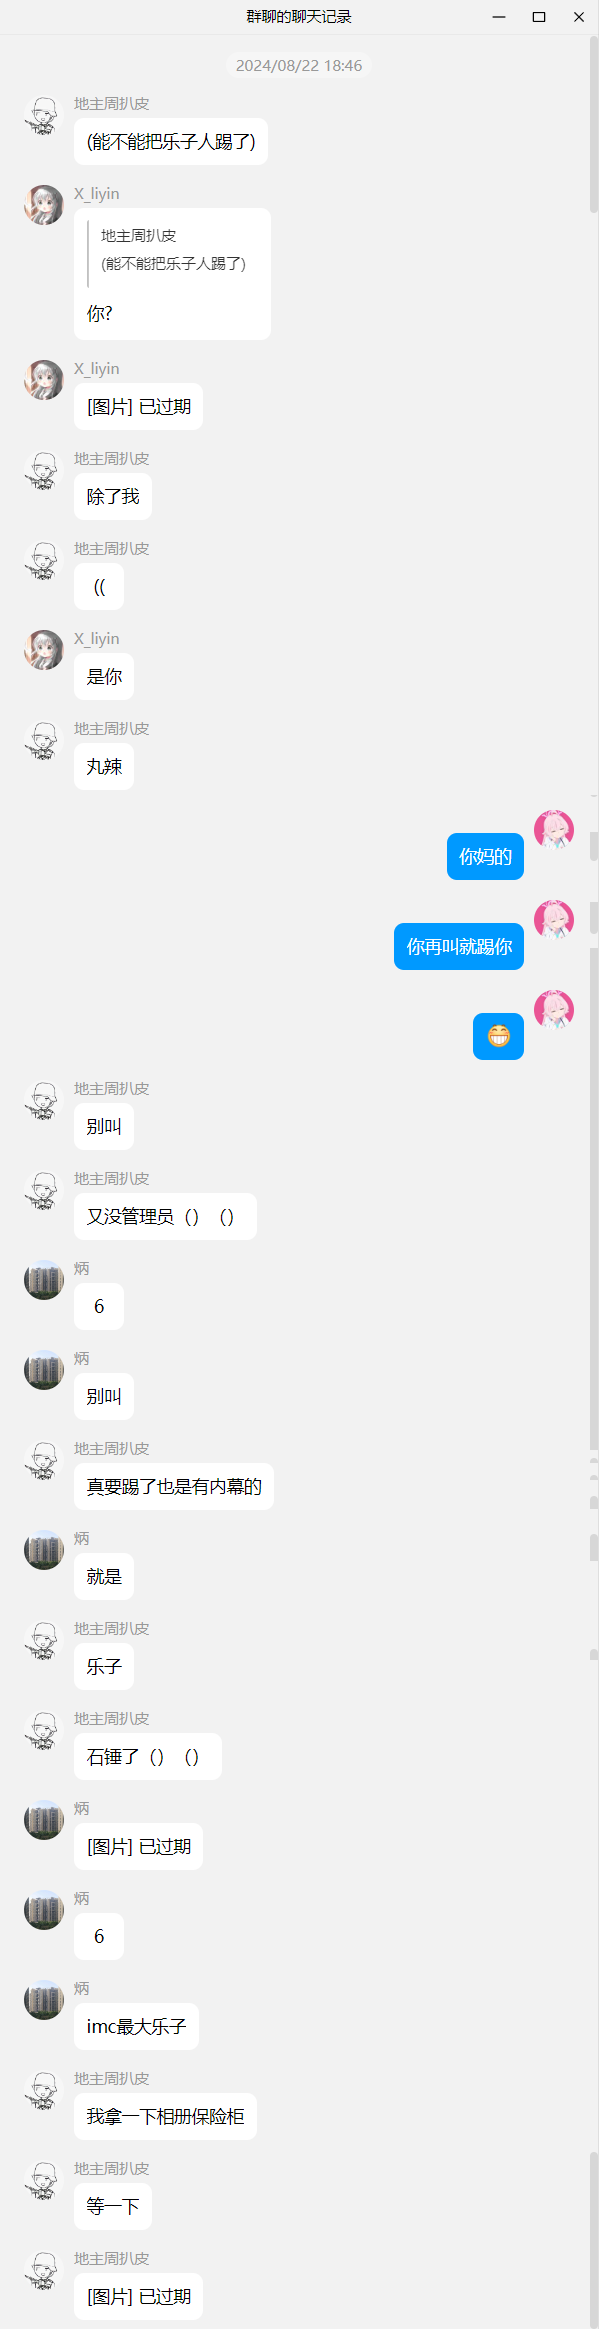 群聊的聊天记录
2024/08/22 18:46
地主周扒皮
(能不能把乐子人踢了)
X_liyin
地主周扒皮
(能不能把乐子人踢了)
你?
X_liyin
[图片] 已过期
地主周扒皮
除了我
地主周扒皮
((
X_liyin
是你
地主周扒皮
丸辣
你妈的
你再叫就踢你
😁
地主周扒皮
别叫
地主周扒皮
又没管理员（）（）
炳
6
炳
别叫
地主周扒皮
真要踢了也是有内幕的
炳
就是
地主周扒皮
乐子
地主周扒皮
石锤了（）（）
炳
[图片] 已过期
炳
6
炳
imc最大乐子
地主周扒皮
我拿一下相册保险柜
地主周扒皮
等一下
地主周扒皮
[图片] 已过期